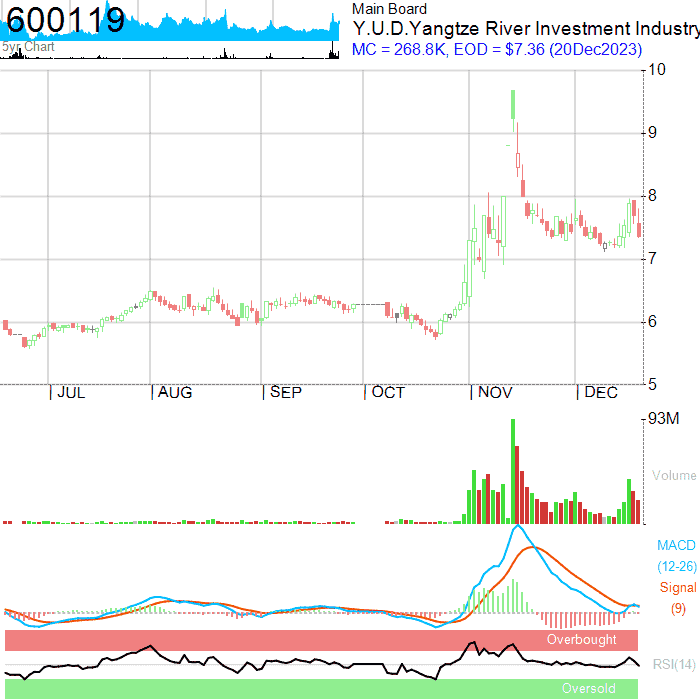 600119
5yr Chart
Main Board
Y.U.D.Yangtze River Investment Industry
MC = 268.8K, EOD = $7.36 (20Dec2023)
10
9
8
7
6
5
JUL AUG SEP OCT NOV DEC
93M
Volume
MACD
(12-26)
Signal
(9)
Overbought
RSI(14)
Oversold